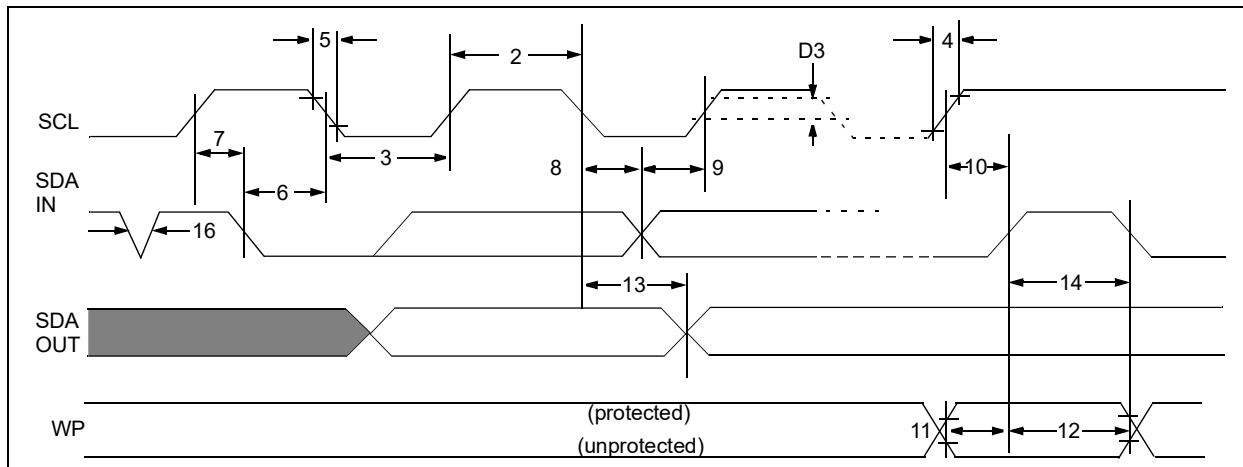 5
2
D3
4
SCL
7
3
8
9
10
SDA
IN
6
16
13
14
SDA
OUT
WP
(protected)
(unprotected)
11
12